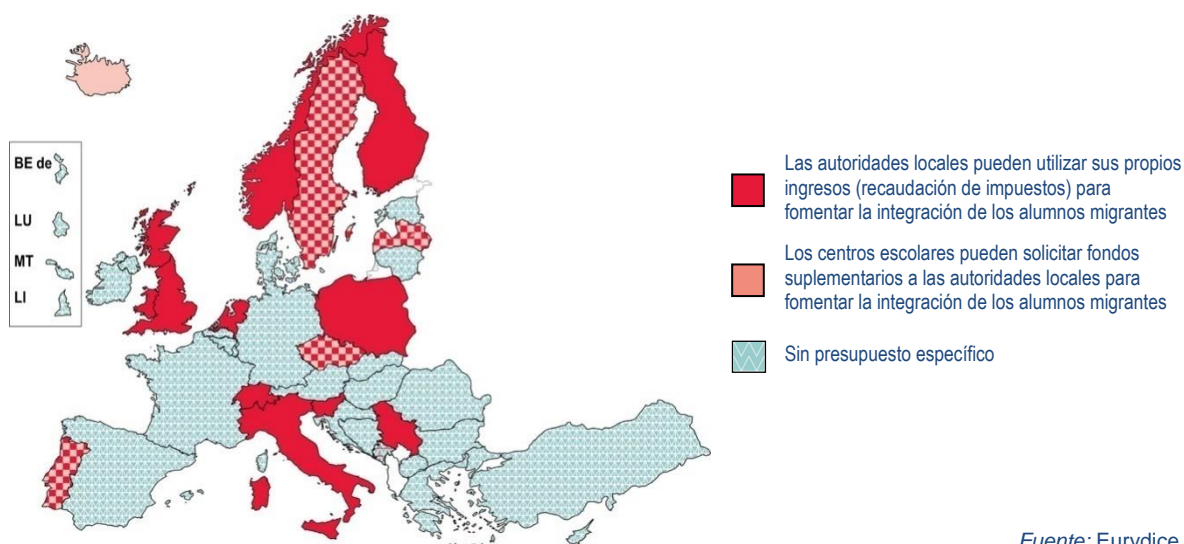 BE de
LU
MT
LI
Las autoridades locales pueden utilizar sus propios
ingresos (recaudación de impuestos) para
fomentar la integración de los alumnos migrantes
Los centros escolares pueden solicitar fondos
suplementarios a las autoridades locales para
fomentar la integración de los alumnos migrantes
Sin presupuesto específico
Fuente: Eurydice